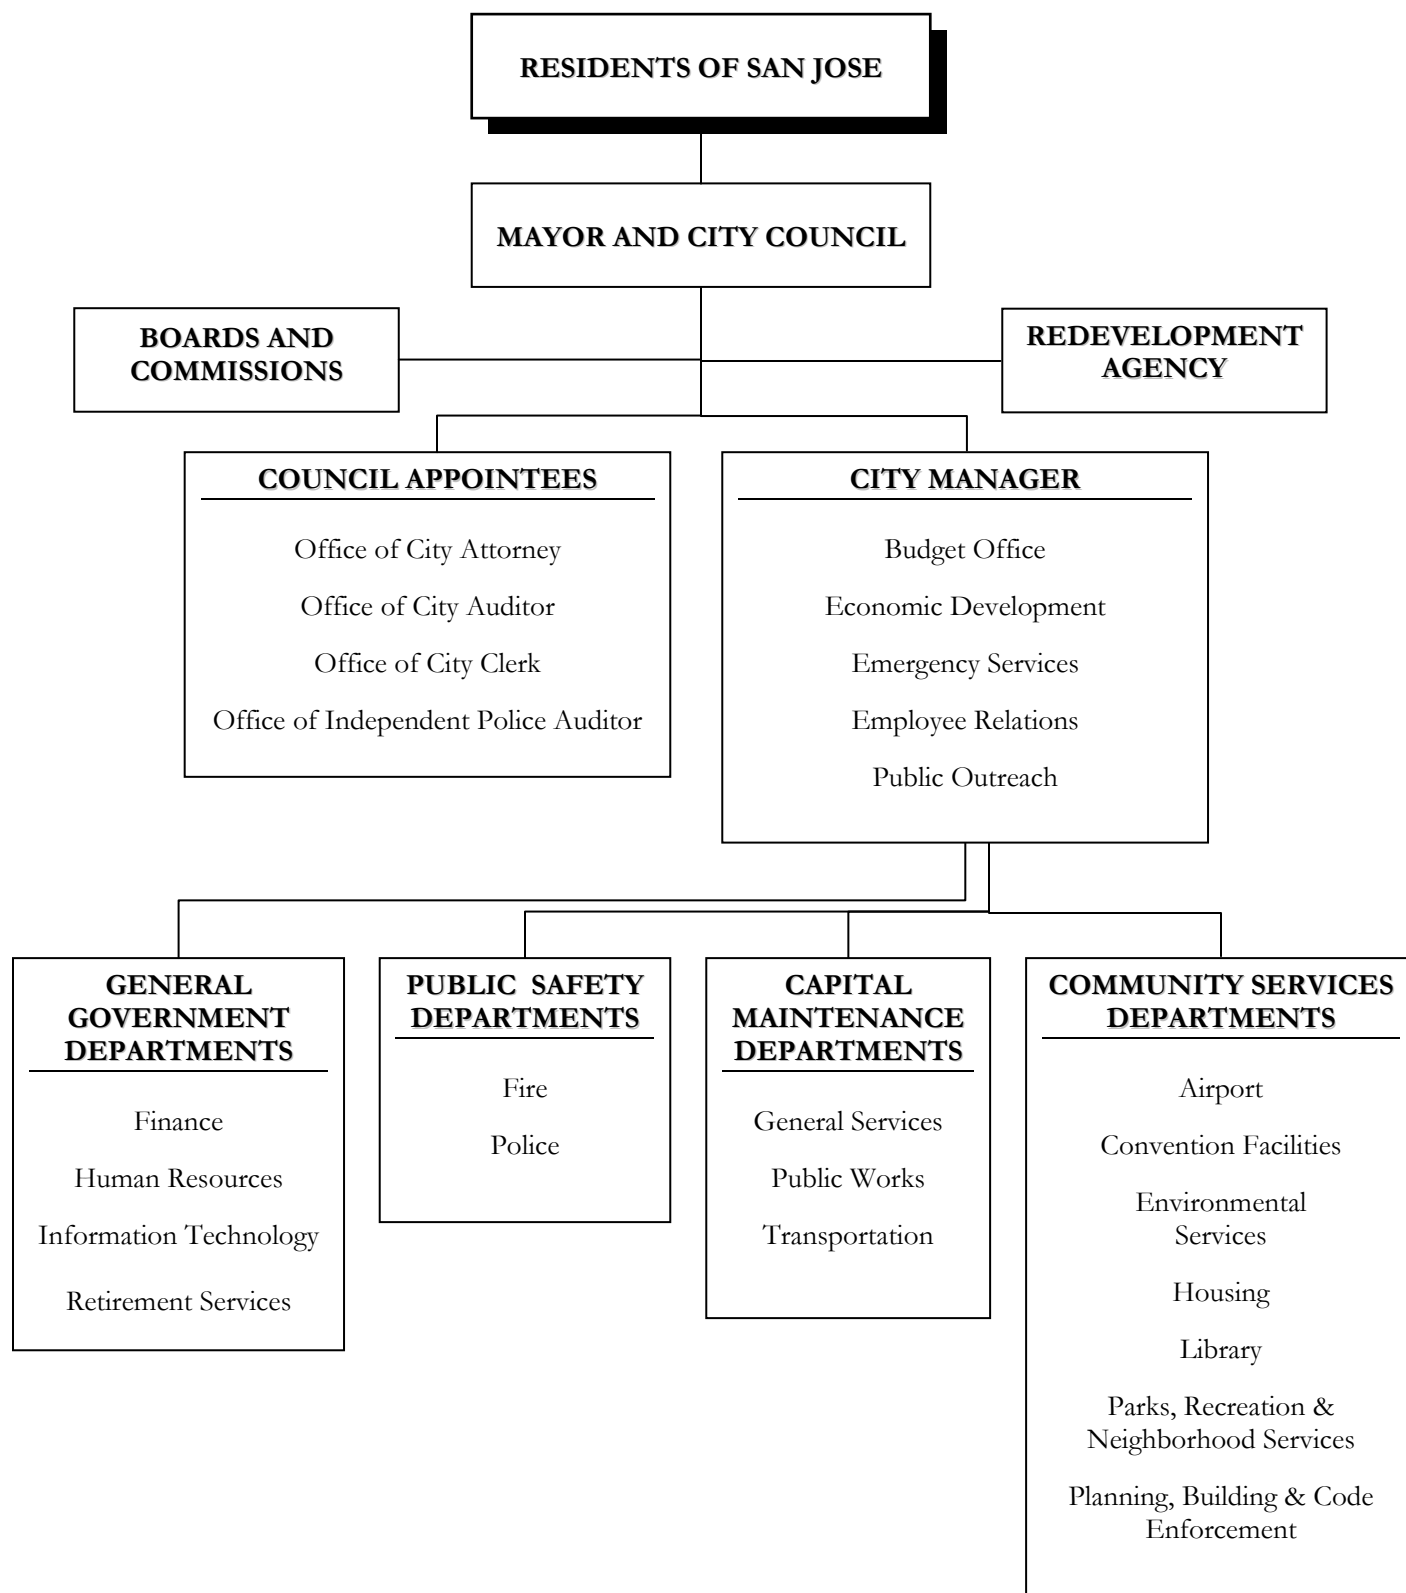 RESIDENTS OF SAN JOSE
MAYOR AND CITY COUNCIL
BOARDS AND
COMMISSIONS
REDEVELOPMENT
AGENCY
COUNCIL APPOINTEES
Office of City Attorney
Office of City Auditor
Office of City Clerk
Office of Independent Police Auditor
CITY MANAGER
Budget Office
Economic Development
Emergency Services
Employee Relations
Public Outreach
GENERAL
GOVERNMENT
DEPARTMENTS
Finance
Human Resources
Information Technology
Retirement Services
PUBLIC SAFETY
DEPARTMENTS
Fire
Police
CAPITAL
MAINTENANCE
DEPARTMENTS
General Services
Public Works
Transportation
COMMUNITY SERVICES
DEPARTMENTS
Airport
Convention Facilities
Environmental
Services
Housing
Library
Parks, Recreation &
Neighborhood Services
Planning, Building & Code
Enforcement